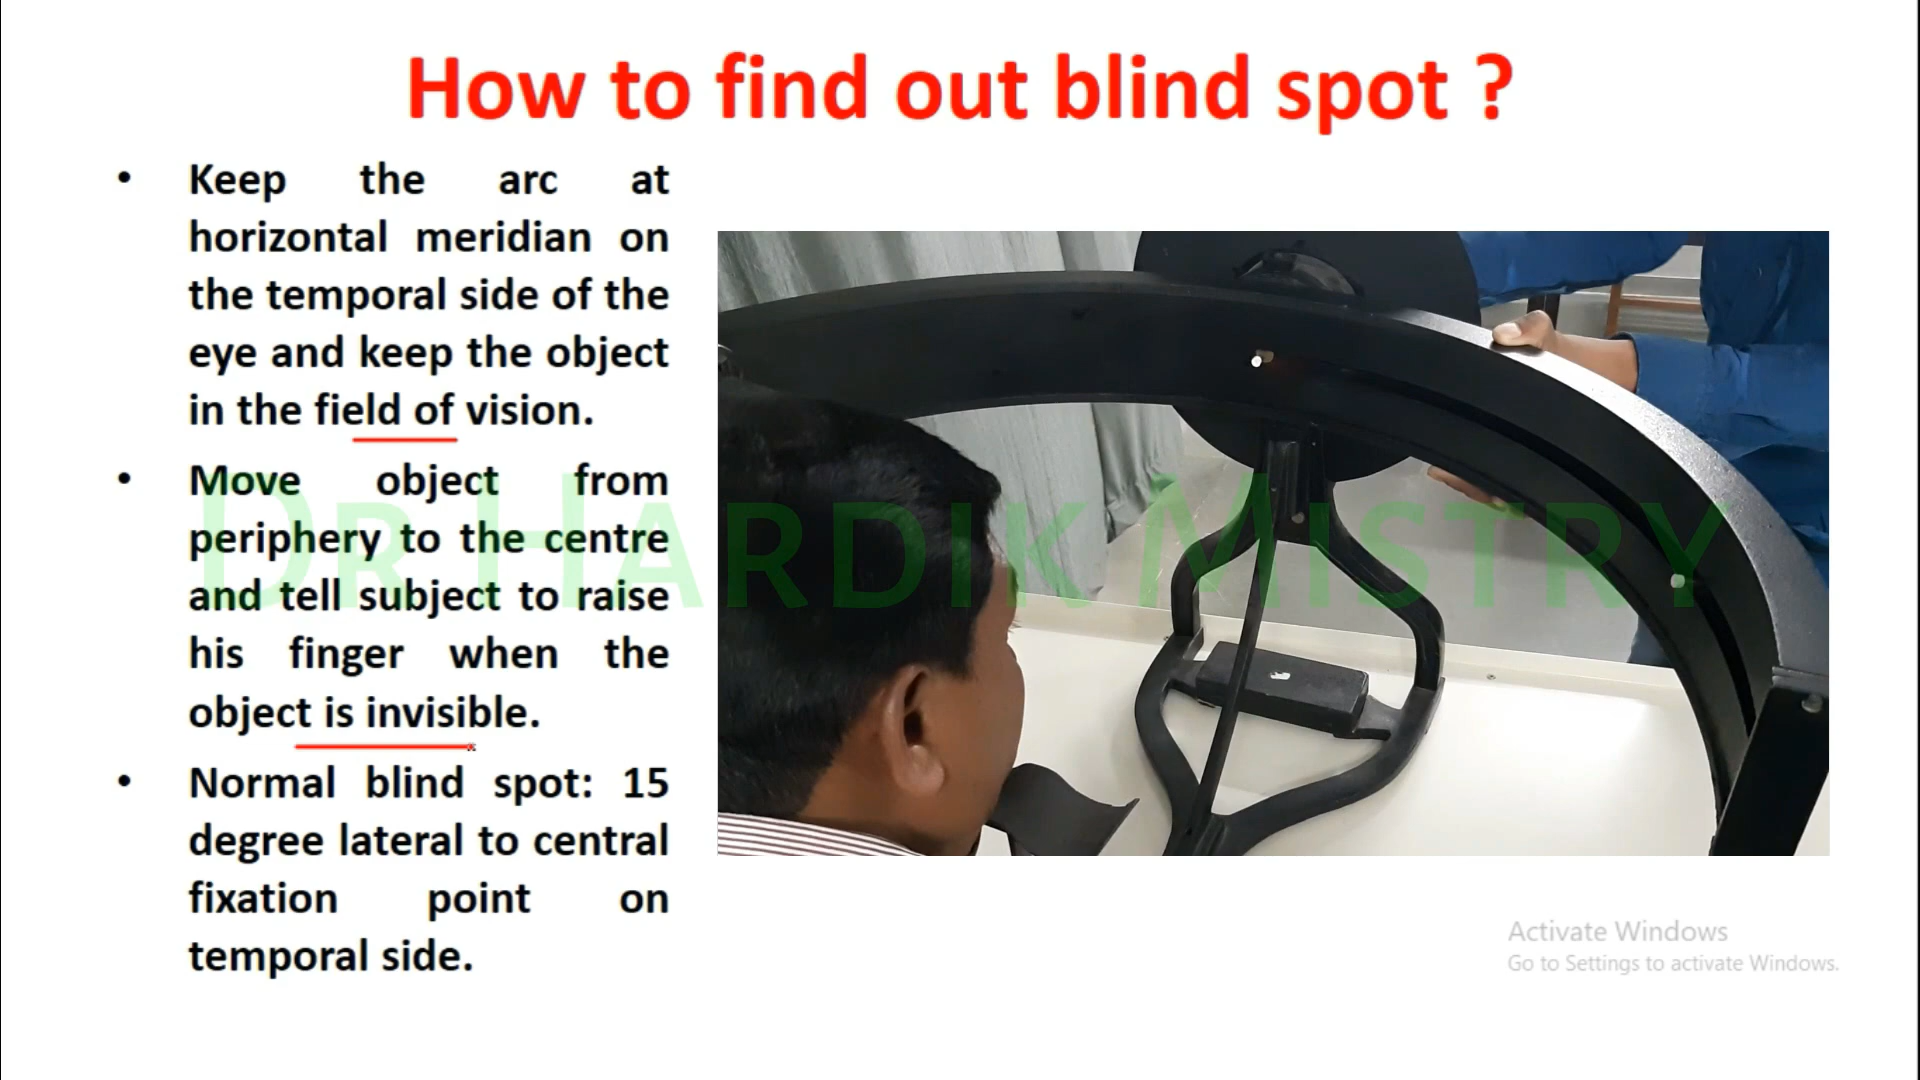 How to find out blind spot ?
• Keep the arc at
horizontal meridian on
the temporal side of the
eye and keep the object
in the field of vision.
• Move object from
periphery to the centre
and tell subject to raise
his finger when the
object is invisible.
• Normal blind spot: 15
degree lateral to central
fixation point on
temporal side.
DR HARDIK MISTRY
Activate Windows
Go to Settings to activate Windows.